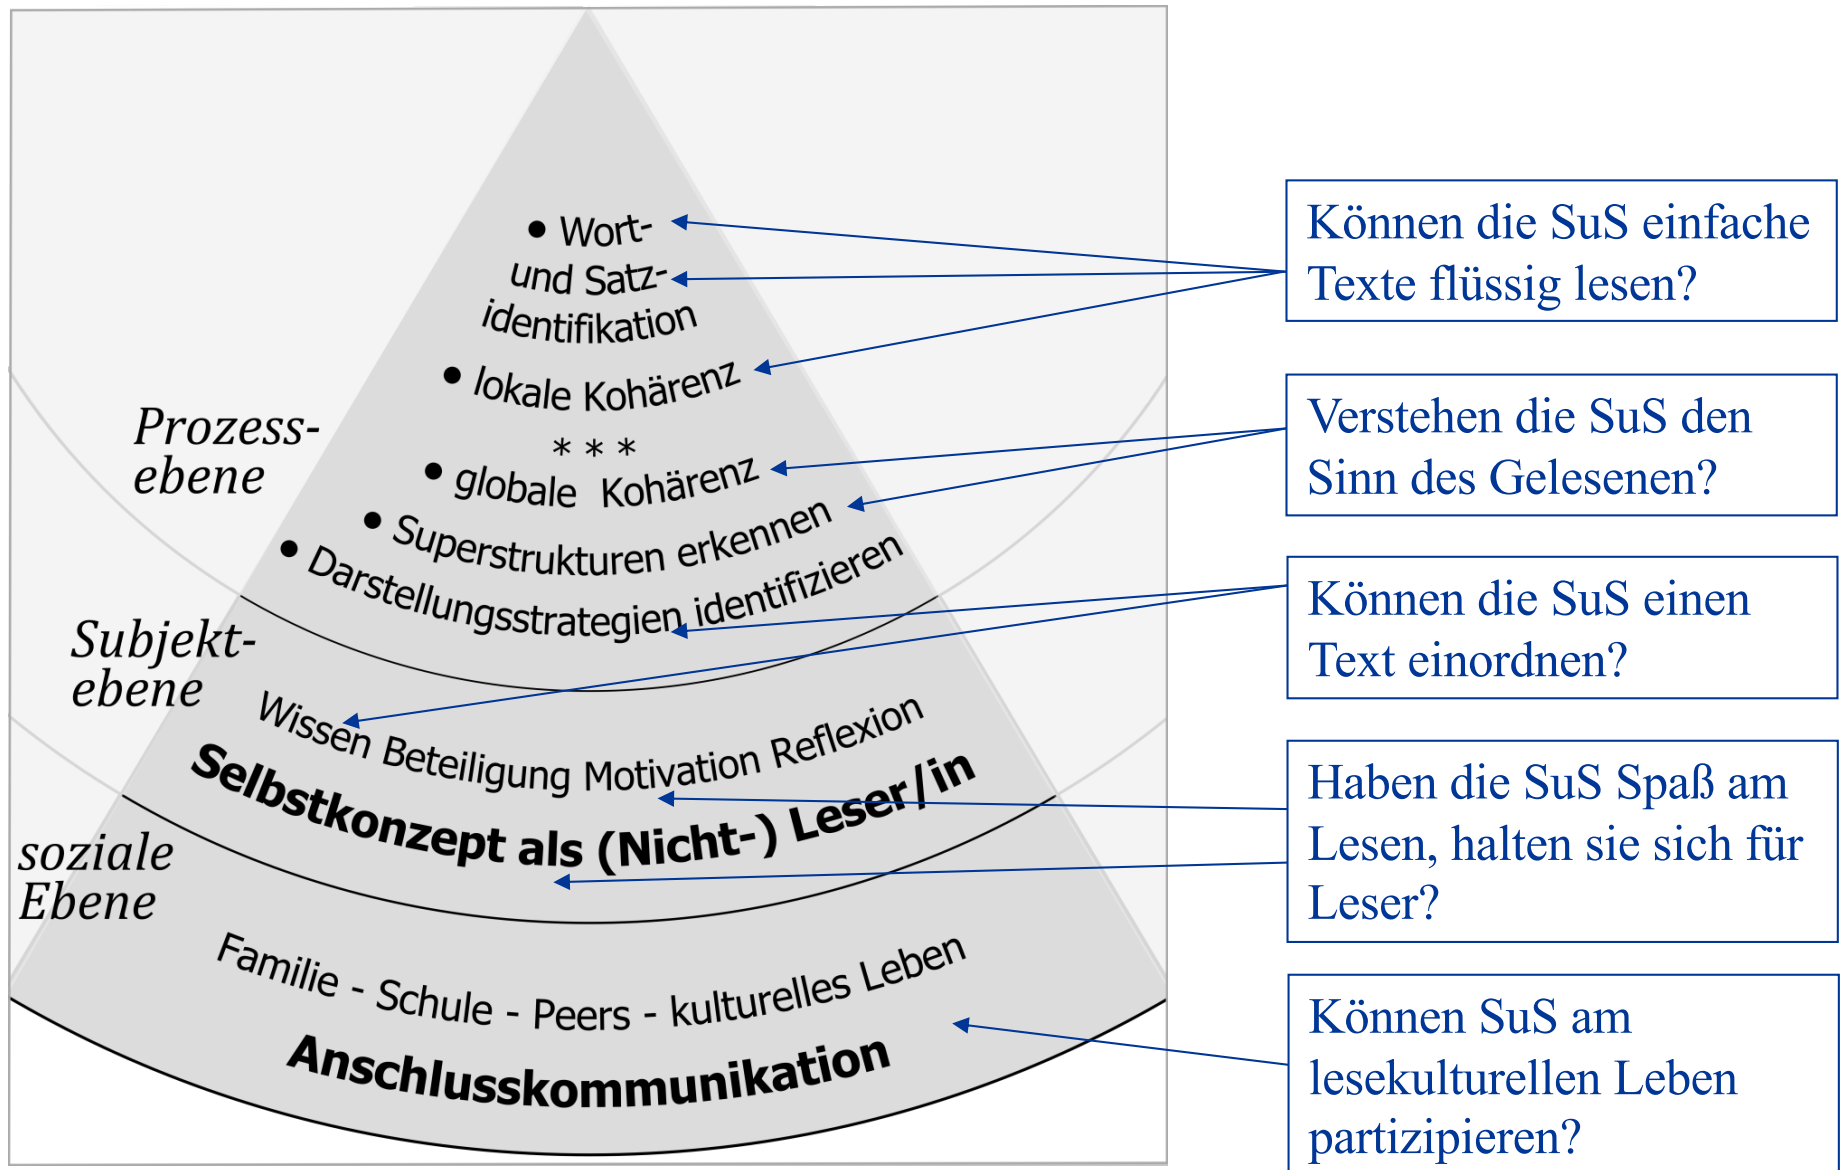 • Wort-
und Satz-
identifikation
• lokale Kohärenz
* * *
• globale Kohärenz
• Superstrukturen erkennen
• Darstellungsstrategien identifizieren
Prozess-
ebene
Subjekt-
ebene
Wissen Beteiligung Motivation Reflexion
Selbstkonzept als (Nicht-) Leser/in
soziale
Ebene
Familie - Schule - Peers - kulturelles Leben
Anschlusskommunikation
Können die SuS einfache
Texte flüssig lesen?
Verstehen die SuS den
Sinn des Gelesenen?
Können die SuS einen
Text einordnen?
Haben die SuS Spaß am
Lesen, halten sie sich für
Leser?
Können SuS am
lesekulturellen Leben
partizipieren?